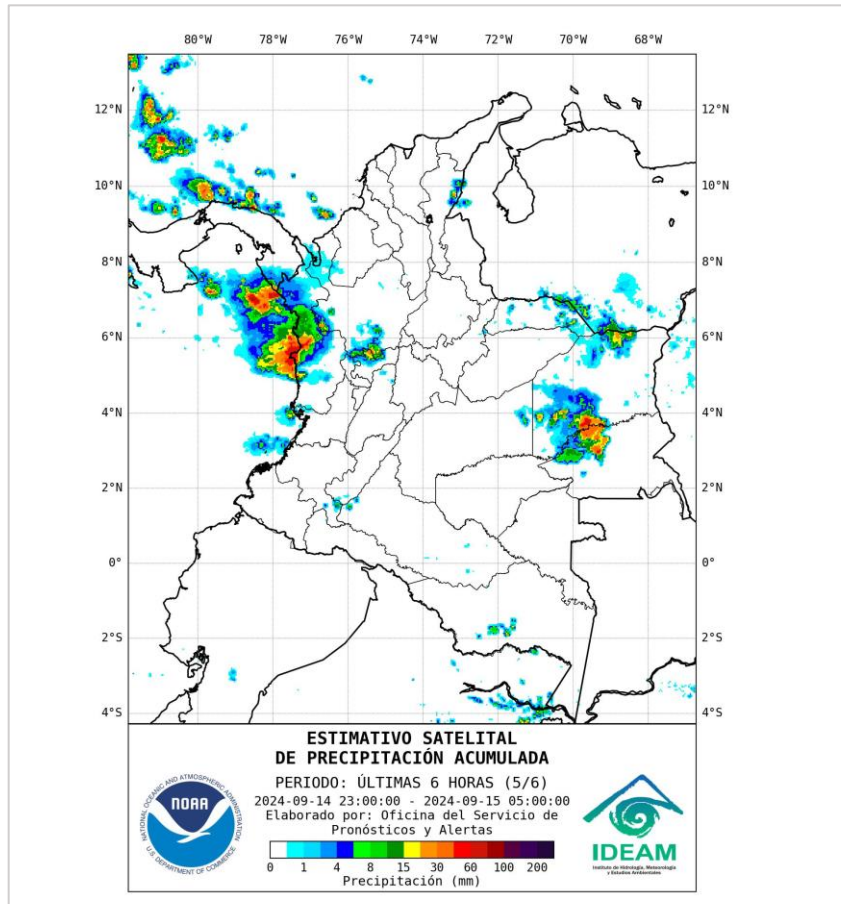 80°W 78°W 76°W 74°W 72°W 70°W 68°W
12°N 12°N
10°N 10°N
8°N 8°N
6°N 6°N
4°N 4°N
2°N 2°N
0° 0°
2°S 2°S
4°S 4°S
ESTIMATIVO SATELITAL
DE PRECIPITACIÓN ACUMULADA
PERIODO: ÚLTIMAS 6 HORAS (5/6)
2024-09-14 23:00:00 - 2024-09-15 05:00:00
Elaborado por: Oficina del Servicio de
Pronósticos y Alertas
0 1 4 8 15 30 60 100 200
Precipitación (mm)
NATIONAL OCEANIC AND ATMOSPHERIC ADMINISTRATION
NOAA
U.S. DEPARTMENT OF COMMERCE
IDEAM
Instituto de Hidrología, Meteorología
y Estudios Ambientales